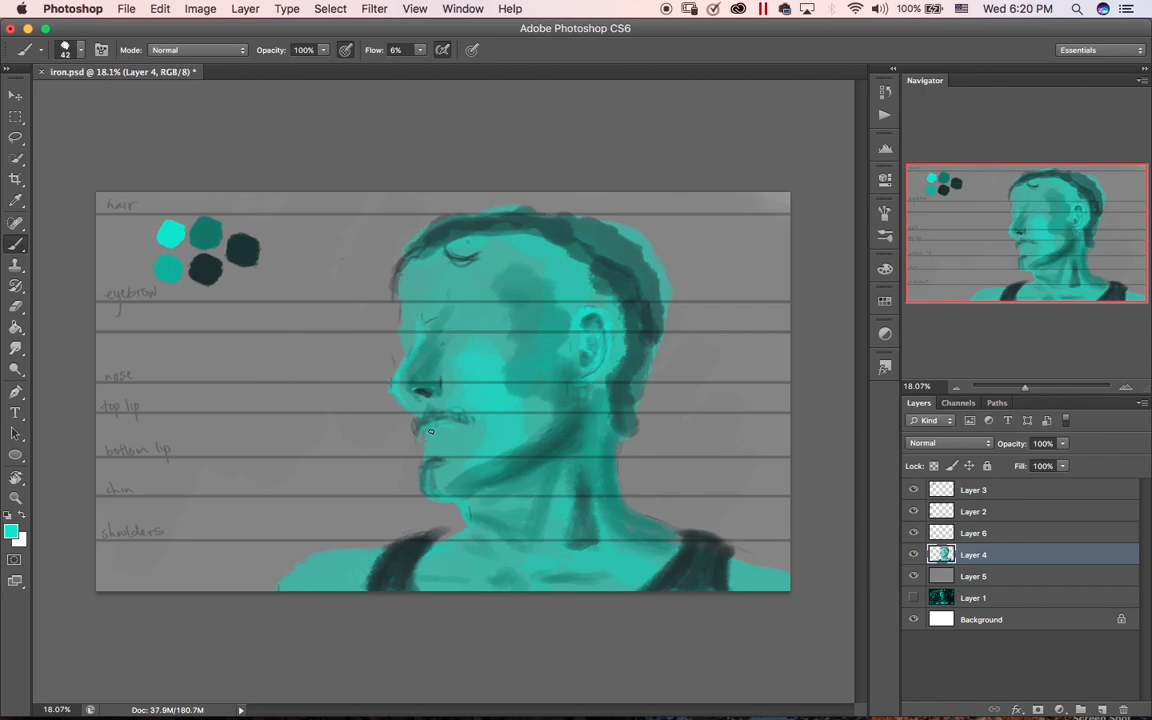 Photoshop File Edit Image Layer Type Select Filter View Window Help 100% Wed 6:20 PM
Adobe Photoshop CS6
42 Mode: Normal Opacity: 100% Flow: 6% Essentials
× iron.psd @ 18.1% (Layer 4, RGB/8) *
Navigator
hair
eyebrow
nose
top lip
bottom lip
chin
shoulders
18.07%
Layers Channels Paths
Kind
Normal Opacity: 100%
Lock: Fill: 100%
Layer 3
Layer 2
Layer 6
Layer 4
Layer 5
Layer 1
Background
18.07% Doc: 37.9M/180.7M
fx